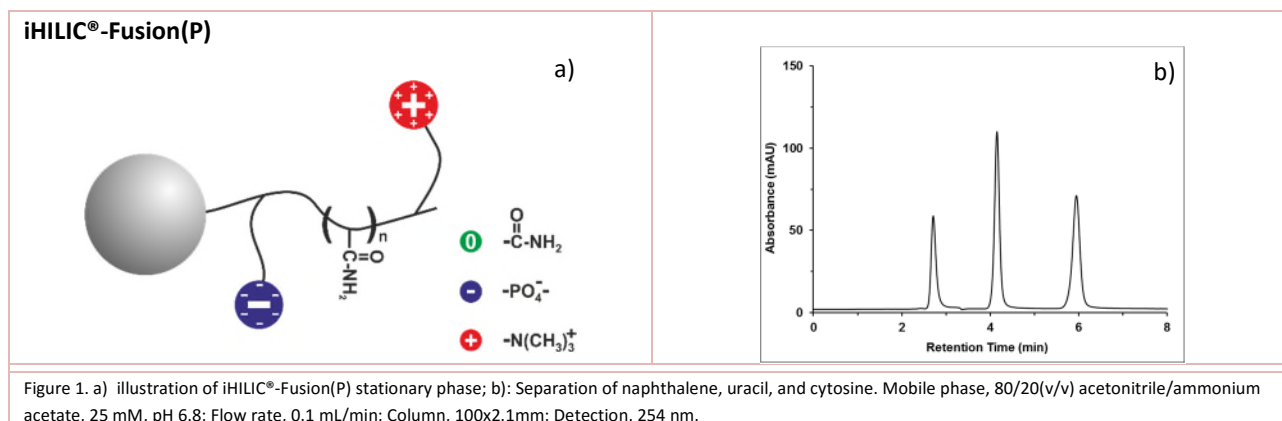 iHILIC®-Fusion(P)
a)
( )n
C=O
NH2
0 -C-NH2
O
- -PO4- -
+ -N(CH3)3+
b)
150
100
50
0
Absorbance (mAU)
0 2 4 6 8
Retention Time (min)
Figure 1. a) illustration of iHILIC®-Fusion(P) stationary phase; b): Separation of naphthalene, uracil, and cytosine. Mobile phase, 80/20(v/v) acetonitrile/ammonium
acetate, 25 mM, pH 6.8; Flow rate, 0.1 mL/min; Column, 100x2.1mm; Detection, 254 nm.